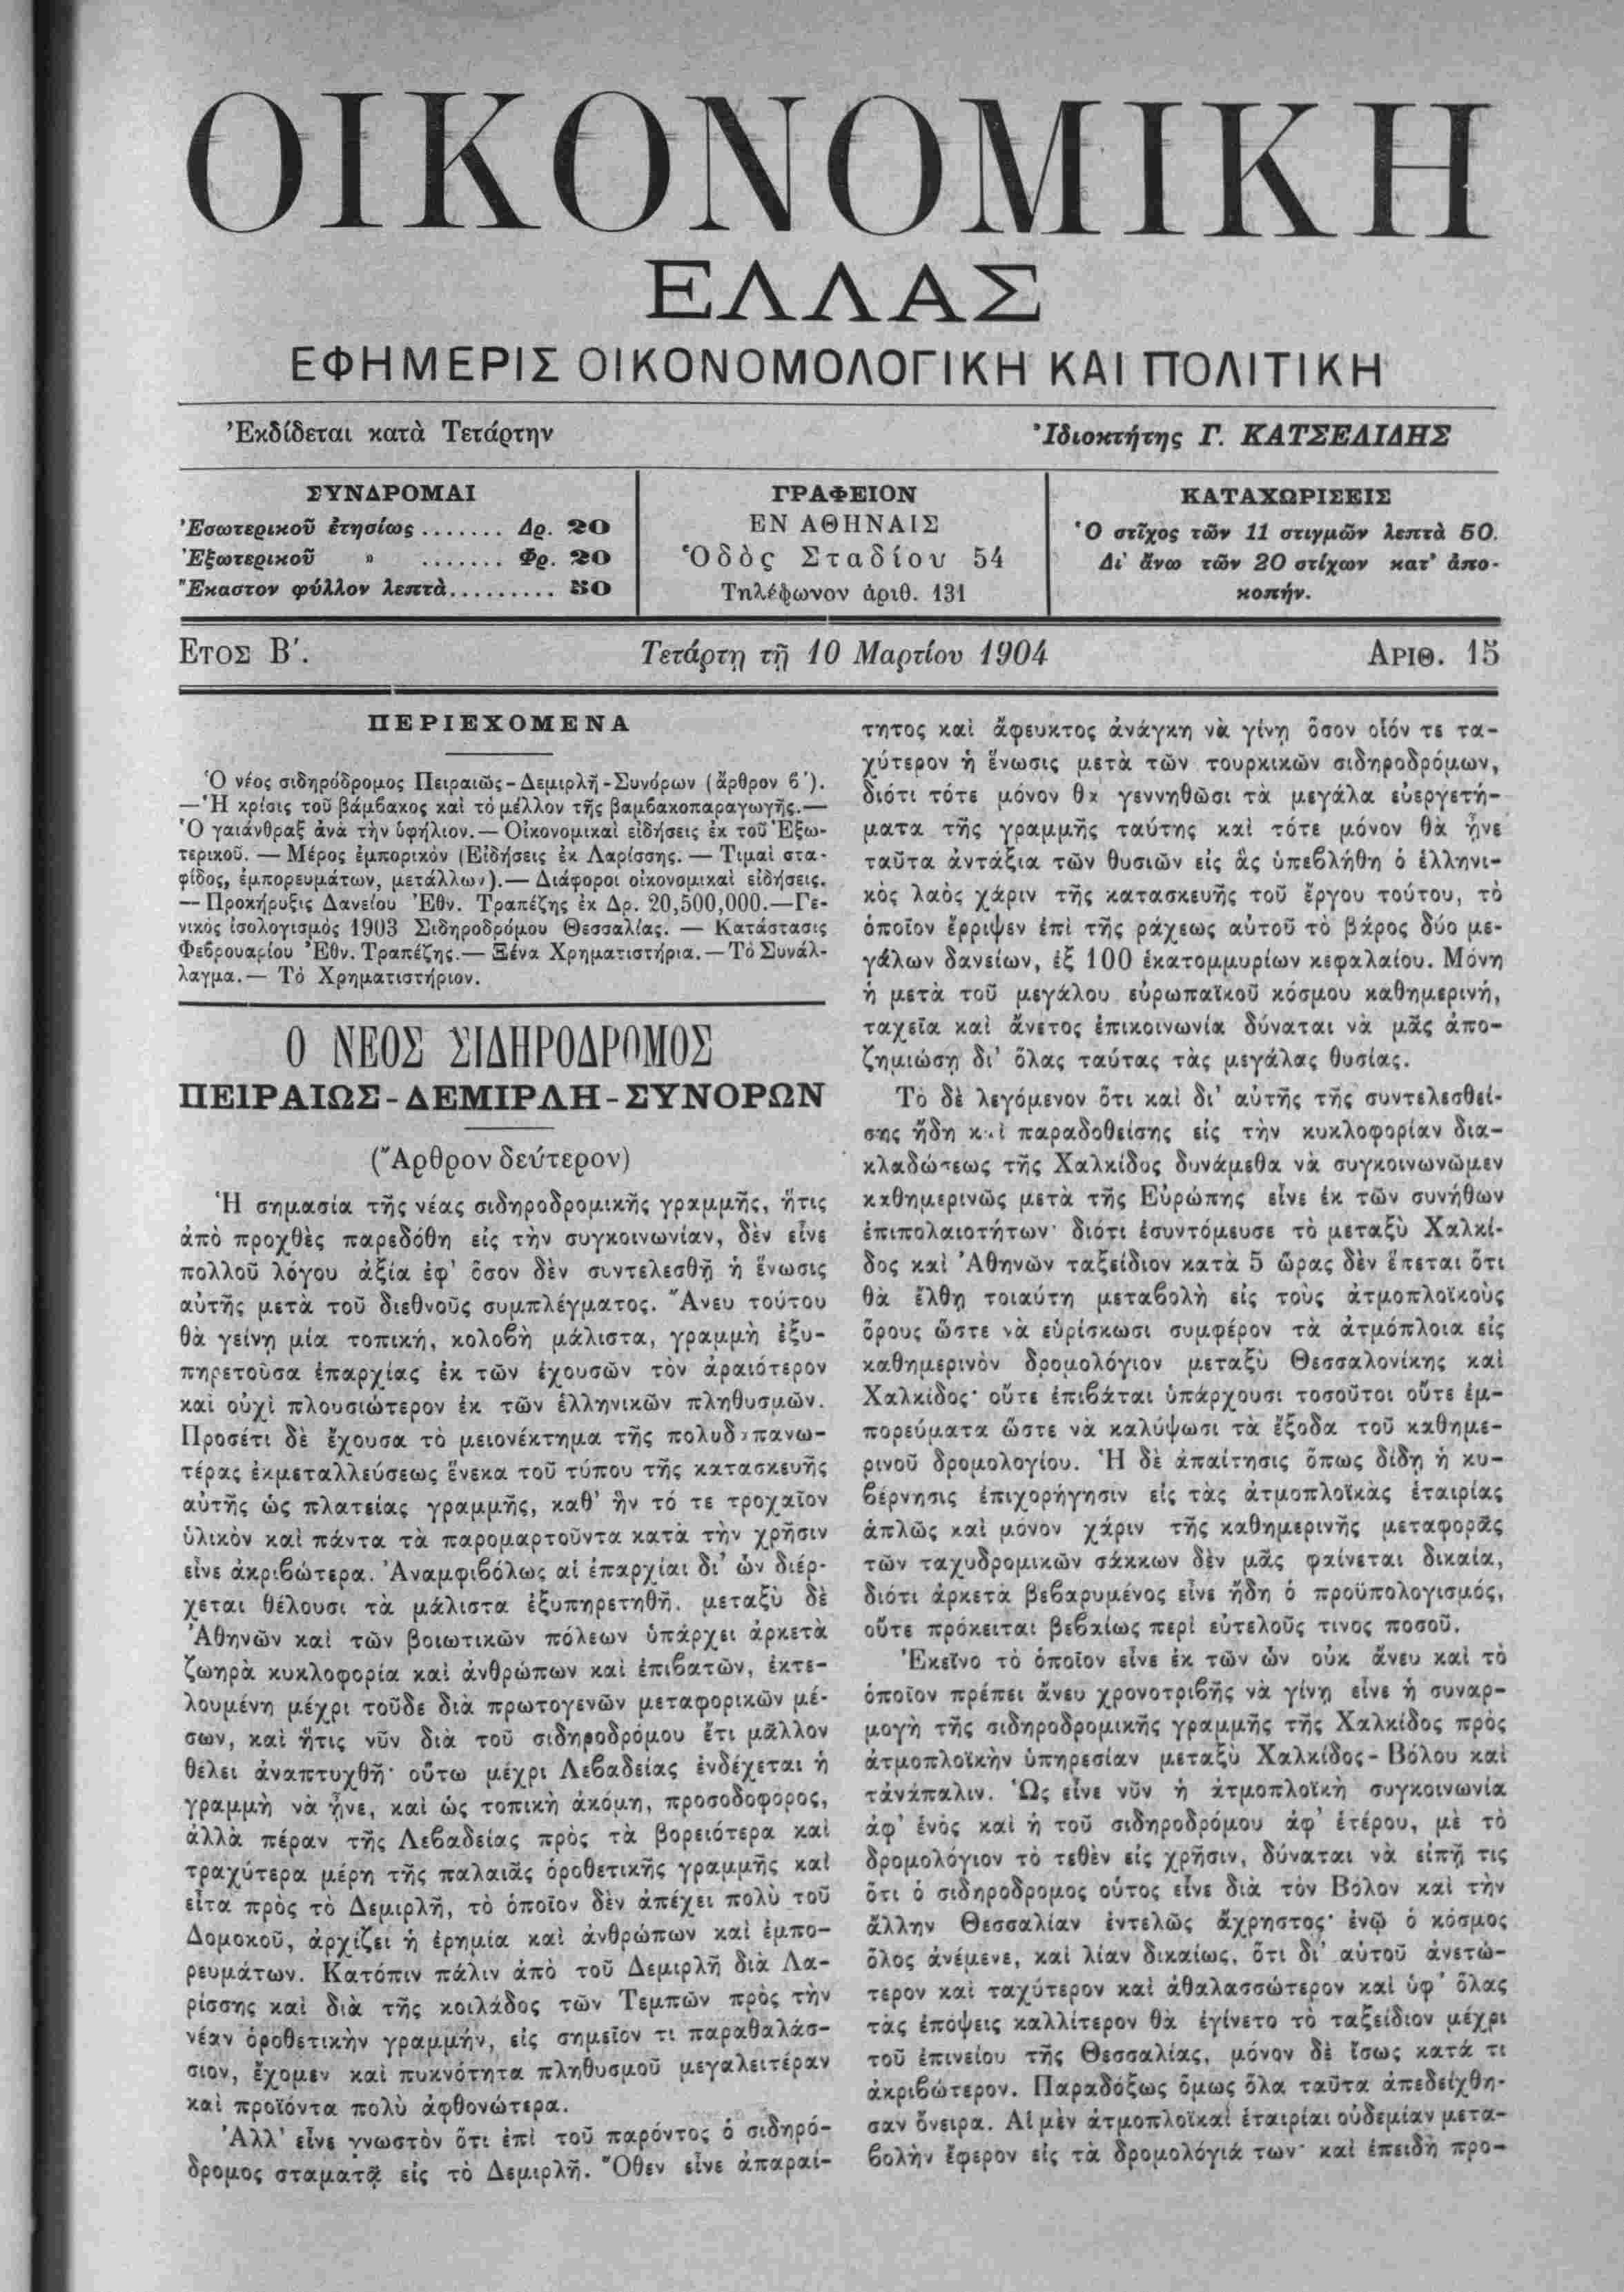 ΟΙΚΟΝΟΜΙΚΗ
ΕΛΛΑΣ
ΕΦΗΜΕΡΙΣ ΟΙΚΟΝΟΜΟΛΟΓΙΚΗ ΚΑΙ ΠΟΛΙΤΙΚΗ
Ἐκδίδεται κατὰ Τετάρτην
Ἰδιοκτήτης Γ. ΚΑΤΣΕΛΙΔΗΣ
ΣΥΝΔΡΟΜΑΙ
Ἐσωτερικοῦ ἐτησίως ....... Δρ. 20
Ἐξωτερικοῦ » ....... Φρ. 20
Ἕκαστον φύλλον λεπτὰ ......... 50
ΓΡΑΦΕΙΟΝ
ΕΝ ΑΘΗΝΑΙΣ
Ὁδὸς Σταδίου 54
Τηλέφωνον ἀριθ. 131
ΚΑΤΑΧΩΡΙΣΕΙΣ
Ὁ στῖχος τῶν 11 στιγμῶν λεπτὰ 50.
Δι' ἄνω τῶν 20 στίχων κατ' ἀπο-
κοπήν.
ΕΤΟΣ Β'.
Τετάρτῃ τῇ 10 Μαρτίου 1904
ΑΡΙΘ. 15
ΠΕΡΙΕΧΟΜΕΝΑ
Ὁ νέος σιδηρόδρομος Πειραιῶς-Δεμιρλῆ-Συνόρων (ἄρθρον β').
—Ἡ κρίσις τοῦ βάμβακος καὶ τὸ μέλλον τῆς βαμβακοπαραγωγῆς.—
Ὁ γαιάνθραξ ἀνὰ τὴν ὑφήλιον.— Οἰκονομικαὶ εἰδήσεις ἐκ τοῦ Ἐξω-
τερικοῦ. — Μέρος ἐμπορικόν (Εἰδήσεις ἐκ Λαρίσσης. — Τιμαὶ στα-
φίδος, ἐμπορευμάτων, μετάλλων).— Διάφοροι οἰκονομικαὶ εἰδήσεις.
— Προκήρυξις Δανείου Ἐθν. Τραπέζης ἐκ Δρ. 20,500,000.—Γε-
νικὸς ἰσολογισμὸς 1903 Σιδηροδρόμου Θεσσαλίας. — Κατάστασις
Φεβρουαρίου Ἐθν. Τραπέζης.— Ξένα Χρηματιστήρια.—Τὸ Συνάλ-
λαγμα.— Τὸ Χρηματιστήριον.
Ο ΝΕΟΣ ΣΙΔΗΡΟΔΡΟΜΟΣ
ΠΕΙΡΑΙΩΣ-ΔΕΜΙΡΛΗ-ΣΥΝΟΡΩΝ
(Ἄρθρον δεύτερον)
Ἡ σημασία τῆς νέας σιδηροδρομικῆς γραμμῆς, ἥτις
ἀπὸ προχθὲς παρεδόθη εἰς τὴν συγκοινωνίαν, δὲν εἶνε
πολλοῦ λόγου ἀξία ἐφ' ὅσον δὲν συντελεσθῇ ἡ ἕνωσις
αὐτῆς μετὰ τοῦ διεθνοῦς συμπλέγματος. Ἄνευ τούτου
θὰ γείνῃ μία τοπική, κολοβὴ μάλιστα, γραμμὴ ἐξυ-
πηρετοῦσα ἐπαρχίας ἐκ τῶν ἐχουσῶν τὸν ἀραιότερον
καὶ οὐχὶ πλουσιώτερον ἐκ τῶν ἑλληνικῶν πληθυσμῶν.
Προσέτι δὲ ἔχουσα τὸ μειονέκτημα τῆς πολυδαπανω-
τέρας ἐκμεταλλεύσεως ἕνεκα τοῦ τύπου τῆς κατασκευῆς
αὐτῆς ὡς πλατείας γραμμῆς, καθ' ἣν τό τε τροχαῖον
ὑλικὸν καὶ πάντα τὰ παρομαρτοῦντα κατὰ τὴν χρῆσιν
εἶνε ἀκριβώτερα. Ἀναμφιβόλως αἱ ἐπαρχίαι δι' ὧν διέρ-
χεται θέλουσι τὰ μάλιστα ἐξυπηρετηθῆ. μεταξὺ δὲ
Ἀθηνῶν καὶ τῶν βοιωτικῶν πόλεων ὑπάρχει ἀρκετὰ
ζωηρὰ κυκλοφορία καὶ ἀνθρώπων καὶ ἐπιβατῶν, ἐκτε-
λουμένη μέχρι τοῦδε διὰ πρωτογενῶν μεταφορικῶν μέ-
σων, καὶ ἥτις νῦν διὰ τοῦ σιδηροδρόμου ἔτι μᾶλλον
θέλει ἀναπτυχθῆ· οὕτω μέχρι Λεβαδείας ἐνδέχεται ἡ
γραμμὴ νὰ ᾖνε, καὶ ὡς τοπικὴ ἀκόμη, προσοδοφόρος,
ἀλλὰ πέραν τῆς Λεβαδείας πρὸς τὰ βορειότερα καὶ
τραχύτερα μέρη τῆς παλαιᾶς ὁροθετικῆς γραμμῆς καὶ
εἶτα πρὸς τὸ Δεμιρλῆ, τὸ ὁποῖον δὲν ἀπέχει πολὺ τοῦ
Δομοκοῦ, ἀρχίζει ἡ ἐρημία καὶ ἀνθρώπων καὶ ἐμπο-
ρευμάτων. Κατόπιν πάλιν ἀπὸ τοῦ Δεμιρλῆ διὰ Λα-
ρίσσης καὶ διὰ τῆς κοιλάδος τῶν Τεμπῶν πρὸς τὴν
νέαν ὁροθετικὴν γραμμήν, εἰς σημεῖόν τι παραθαλάσ-
σιον, ἔχομεν καὶ πυκνότητα πληθυσμοῦ μεγαλειτέραν
καὶ προϊόντα πολὺ ἀφθονώτερα.
Ἀλλ' εἶνε γνωστὸν ὅτι ἐπὶ τοῦ παρόντος ὁ σιδηρό-
δρομος σταματᾷ εἰς τὸ Δεμιρλῆ. Ὅθεν εἶνε ἀπαραί-
τητος καὶ ἄφευκτος ἀνάγκη νὰ γίνῃ ὅσον οἷόν τε τα-
χύτερον ἡ ἕνωσις μετὰ τῶν τουρκικῶν σιδηροδρόμων,
διότι τότε μόνον θα γεννηθῶσι τὰ μεγάλα εὐεργετή-
ματα τῆς γραμμῆς ταύτης καὶ τότε μόνον θὰ ᾖνε
ταῦτα ἀντάξια τῶν θυσιῶν εἰς ἃς ὑπεβλήθη ὁ ἑλληνι-
κὸς λαὸς χάριν τῆς κατασκευῆς τοῦ ἔργου τούτου, τὸ
ὁποῖον ἔρριψεν ἐπὶ τῆς ράχεως αὐτοῦ τὸ βάρος δύο με-
γάλων δανείων, ἐξ 100 ἑκατομμυρίων κεφαλαίου. Μόνη
ἡ μετὰ τοῦ μεγάλου εὐρωπαϊκοῦ κόσμου καθημερινή,
ταχεῖα καὶ ἄνετος ἐπικοινωνία δύναται νὰ μᾶς ἀπο-
ζημιώσῃ δι' ὅλας ταύτας τὰς μεγάλας θυσίας.
Τὸ δὲ λεγόμενον ὅτι καὶ δι' αὐτῆς τῆς συντελεσθεί-
σης ἤδη καὶ παραδοθείσης εἰς τὴν κυκλοφορίαν δια-
κλαδώσεως τῆς Χαλκίδος δυνάμεθα νὰ συγκοινωνῶμεν
καθημερινῶς μετὰ τῆς Εὐρώπης εἶνε ἐκ τῶν συνήθων
ἐπιπολαιοτήτων· διότι ἐσυντόμευσε τὸ μεταξὺ Χαλκί-
δος καὶ Ἀθηνῶν ταξείδιον κατὰ 5 ὥρας δὲν ἕπεται ὅτι
θὰ ἔλθῃ τοιαύτη μεταβολὴ εἰς τοὺς ἀτμοπλοϊκοὺς
ὅρους ὥστε νὰ εὑρίσκωσι συμφέρον τὰ ἀτμόπλοια εἰς
καθημερινὸν δρομολόγιον μεταξὺ Θεσσαλονίκης καὶ
Χαλκίδος· οὔτε ἐπιβάται ὑπάρχουσι τοσοῦτοι οὔτε ἐμ-
πορεύματα ὥστε νὰ καλύψωσι τὰ ἔξοδα τοῦ καθημε-
ρινοῦ δρομολογίου. Ἡ δὲ ἀπαίτησις ὅπως δίδῃ ἡ κυ-
βέρνησις ἐπιχορήγησιν εἰς τὰς ἀτμοπλοϊκὰς ἑταιρίας
ἁπλῶς καὶ μόνον χάριν τῆς καθημερινῆς μεταφορᾶς
τῶν ταχυδρομικῶν σάκκων δὲν μᾶς φαίνεται δικαία,
διότι ἀρκετὰ βεβαρυμένος εἶνε ἤδη ὁ προϋπολογισμός,
οὔτε πρόκειται βεβαίως περὶ εὐτελοῦς τινος ποσοῦ.
Ἐκεῖνο τὸ ὁποῖον εἶνε ἐκ τῶν ὧν οὐκ ἄνευ καὶ τὸ
ὁποῖον πρέπει ἄνευ χρονοτριβῆς νὰ γίνῃ εἶνε ἡ συναρ-
μογὴ τῆς σιδηροδρομικῆς γραμμῆς τῆς Χαλκίδος πρὸς
ἀτμοπλοϊκὴν ὑπηρεσίαν μεταξὺ Χαλκίδος-Βόλου καὶ
τἀνάπαλιν. Ὡς εἶνε νῦν ἡ ἀτμοπλοϊκὴ συγκοινωνία
ἀφ' ἑνὸς καὶ ἡ τοῦ σιδηροδρόμου ἀφ' ἑτέρου, μὲ τὸ
δρομολόγιον τὸ τεθὲν εἰς χρῆσιν, δύναται νὰ εἰπῇ τις
ὅτι ὁ σιδηροδρομος οὗτος εἶνε διὰ τὸν Βόλον καὶ τὴν
ἄλλην Θεσσαλίαν ἐντελῶς ἄχρηστος· ἐνῷ ὁ κόσμος
ὅλος ἀνέμενε, καὶ λίαν δικαίως, ὅτι δι' αὐτοῦ ἀνετώ-
τερον καὶ ταχύτερον καὶ ἀθαλασσώτερον καὶ ὑφ' ὅλας
τὰς ἐπόψεις καλλίτερον θὰ ἐγίνετο τὸ ταξείδιον μέχρι
τοῦ ἐπινείου τῆς Θεσσαλίας, μόνον δὲ ἴσως κατά τι
ἀκριβώτερον. Παραδόξως ὅμως ὅλα ταῦτα ἀπεδείχθη-
σαν ὄνειρα. Αἱ μὲν ἀτμοπλοϊκαὶ ἑταιρίαι οὐδεμίαν μετα-
βολὴν ἔφερον εἰς τὰ δρομολόγιά των· καὶ ἐπειδὴ προ-